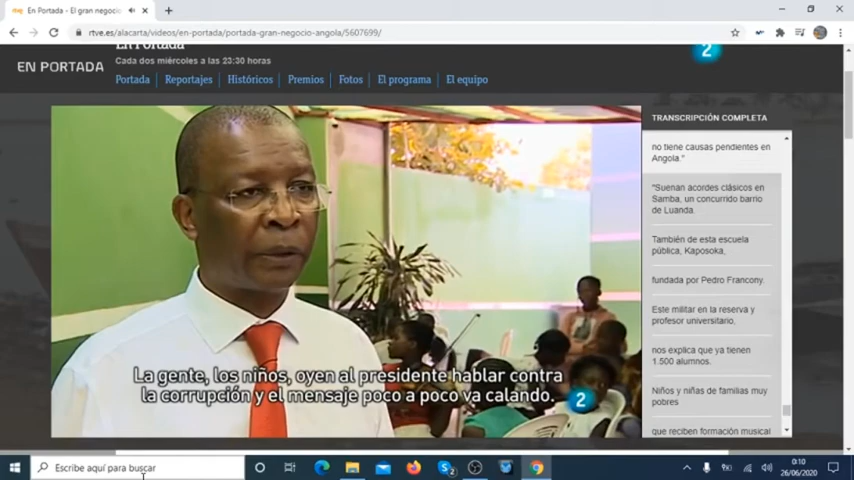 En Portada - El gran negocio
rtve.es/alacarta/videos/en-portada/portada-gran-negocio-angola/5607699/
En Portada
Cada dos miércoles a las 23:30 horas
EN PORTADA
Portada | Reportajes | Históricos | Premios | Fotos | El programa | El equipo
2
TRANSCRIPCIÓN COMPLETA
no tiene causas pendientes en
Angola."
"Suenan acordes clásicos en
Samba, un concurrido barrio
de Luanda.
También de esta escuela
pública, Kaposoka,
fundada por Pedro Francony.
Este militar en la reserva y
profesor universitario,
nos explica que ya tienen
1.500 alumnos.
Niños y niñas de familias muy
pobres
que reciben formación musical
La gente, los niños, oyen al presidente hablar contra
la corrupción y el mensaje poco a poco va calando.
2
Escribe aquí para buscar
2
0:10
26/06/2020